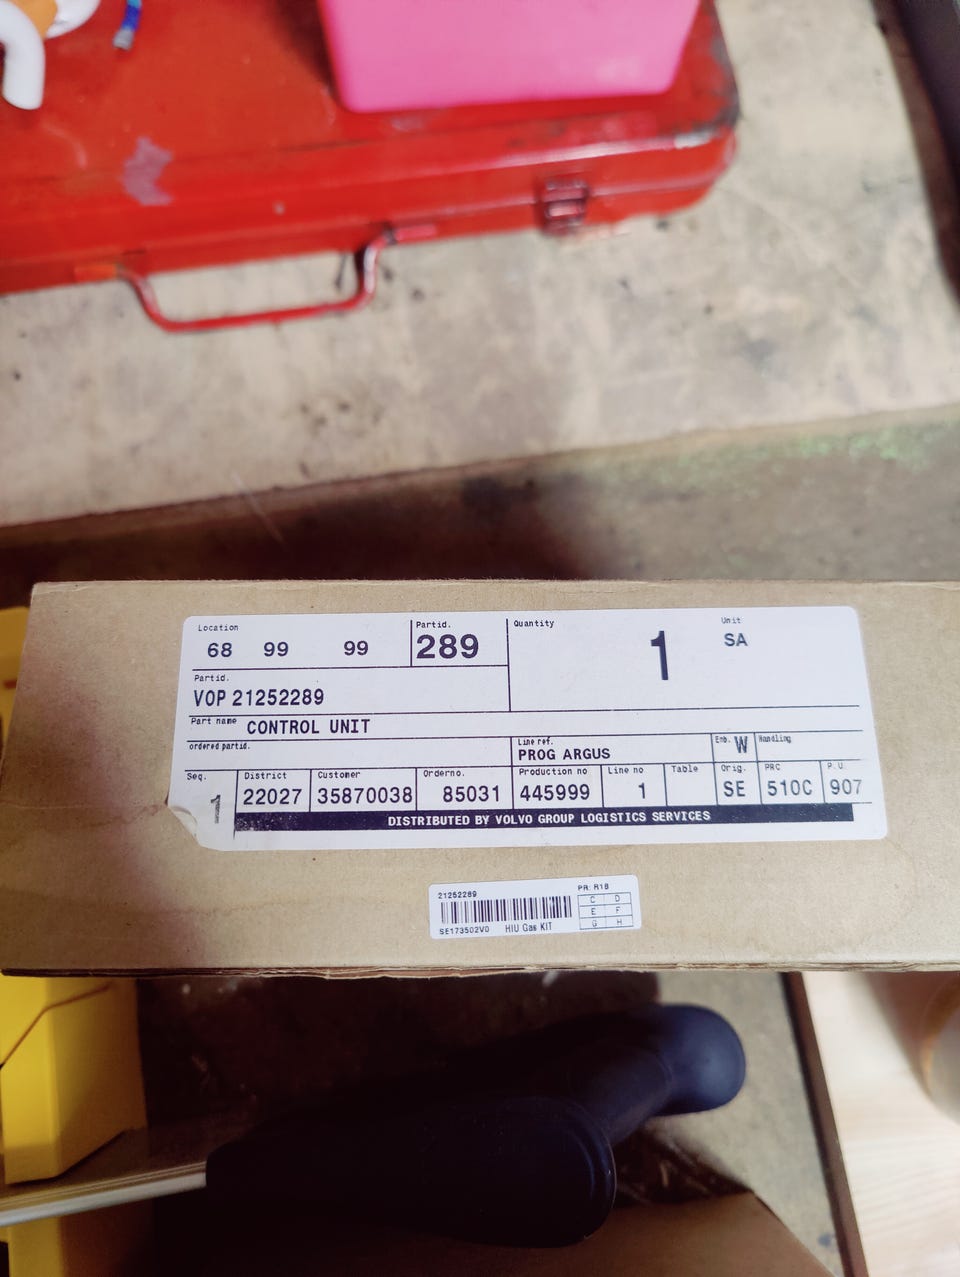 Location Partid. Quantity Unit
68 99 99 289 1 SA
Partid.
VOP 21252289
Part name CONTROL UNIT
ordered partid. Line ref. Emb. W Handling
PROG ARGUS
Seq. District Customer Orderno. Production no Line no Table Orig. PRC P.U.
1 22027 35870038 85031 445999 1 SE 510C 907
DISTRIBUTED BY VOLVO GROUP LOGISTICS SERVICES
21252289 PR: R1B
C D
E F
G H
SE173502V0 HIU Gas KIT